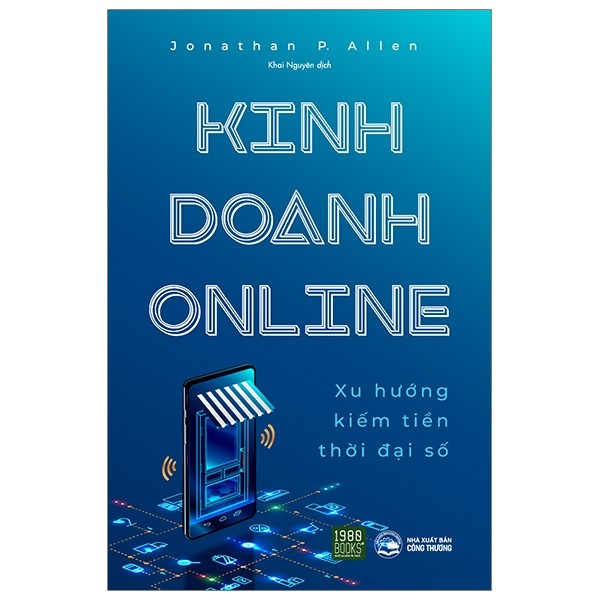 Jonathan P. Allen
Khai Nguyên dịch
KINH
DOANH
ONLINE
Xu hướng
kiếm tiền
thời đại số
1980
BOOKS
NHÀ XUẤT BẢN
CÔNG THƯƠNG